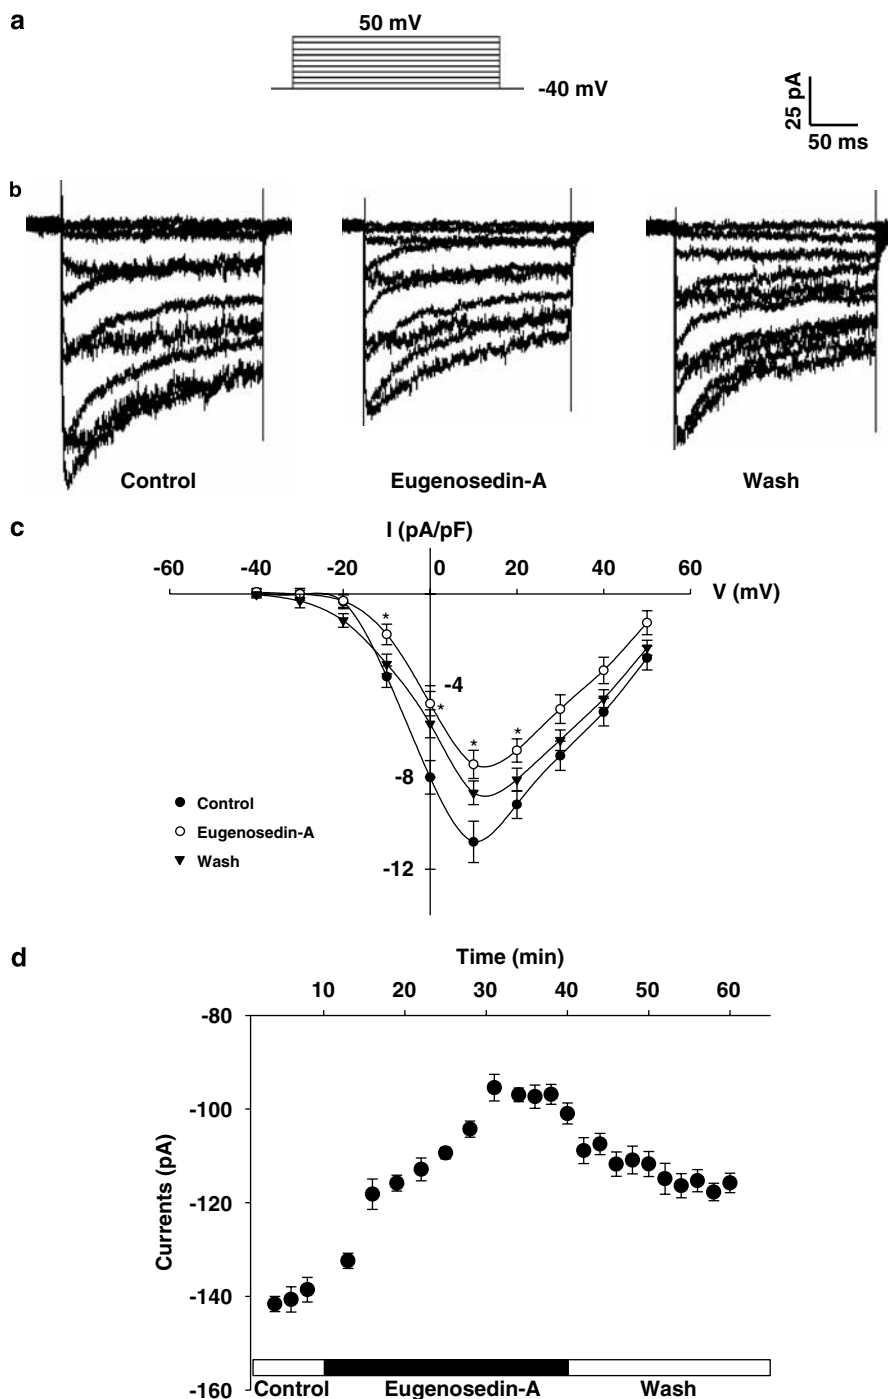 a
50 mV
-40 mV
25 pA
50 ms
b
Control
Eugenosedin-A
Wash
c
I (pA/pF)
-60 -40 -20 0 20 40 60
V (mV)
*
-4
*
* *
-8
Control
Eugenosedin-A
Wash
-12
d
Time (min)
10 20 30 40 50 60
-80
-100
-120
-140
-160
Currents (pA)
Control Eugenosedin-A Wash